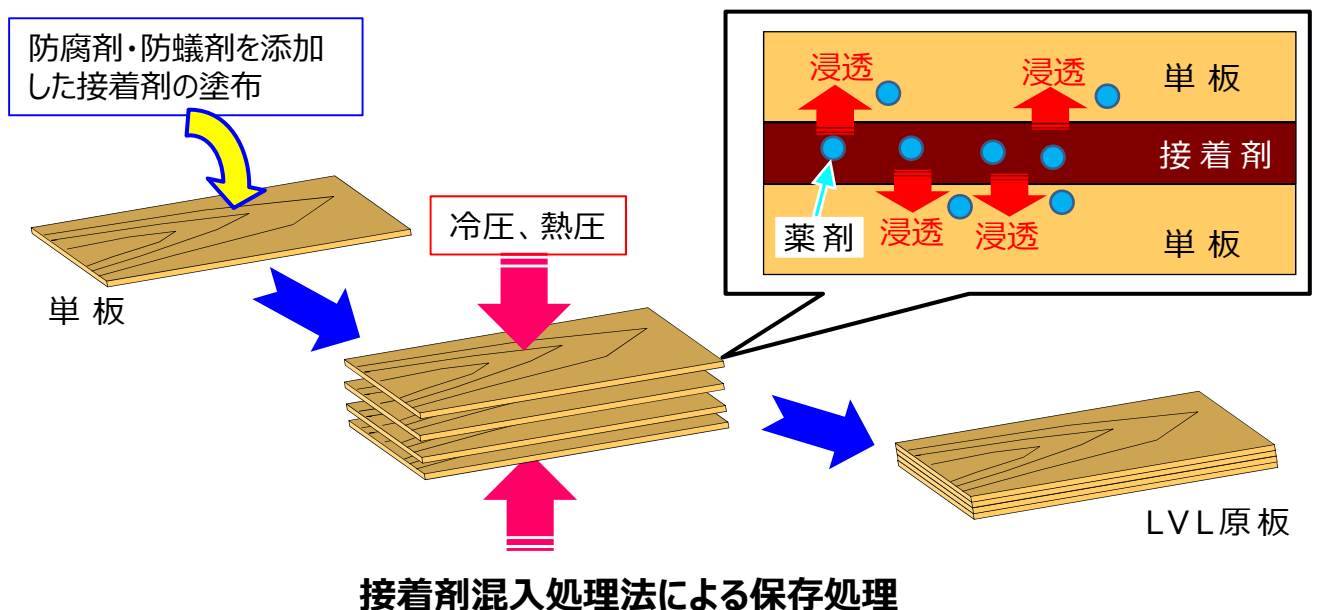 防腐剤・防蟻剤を添加
した接着剤の塗布
単板
冷圧、熱圧
浸透
浸透
単板
接着剤
薬剤
浸透
浸透
単板
LVL原板
接着剤混入処理法による保存処理